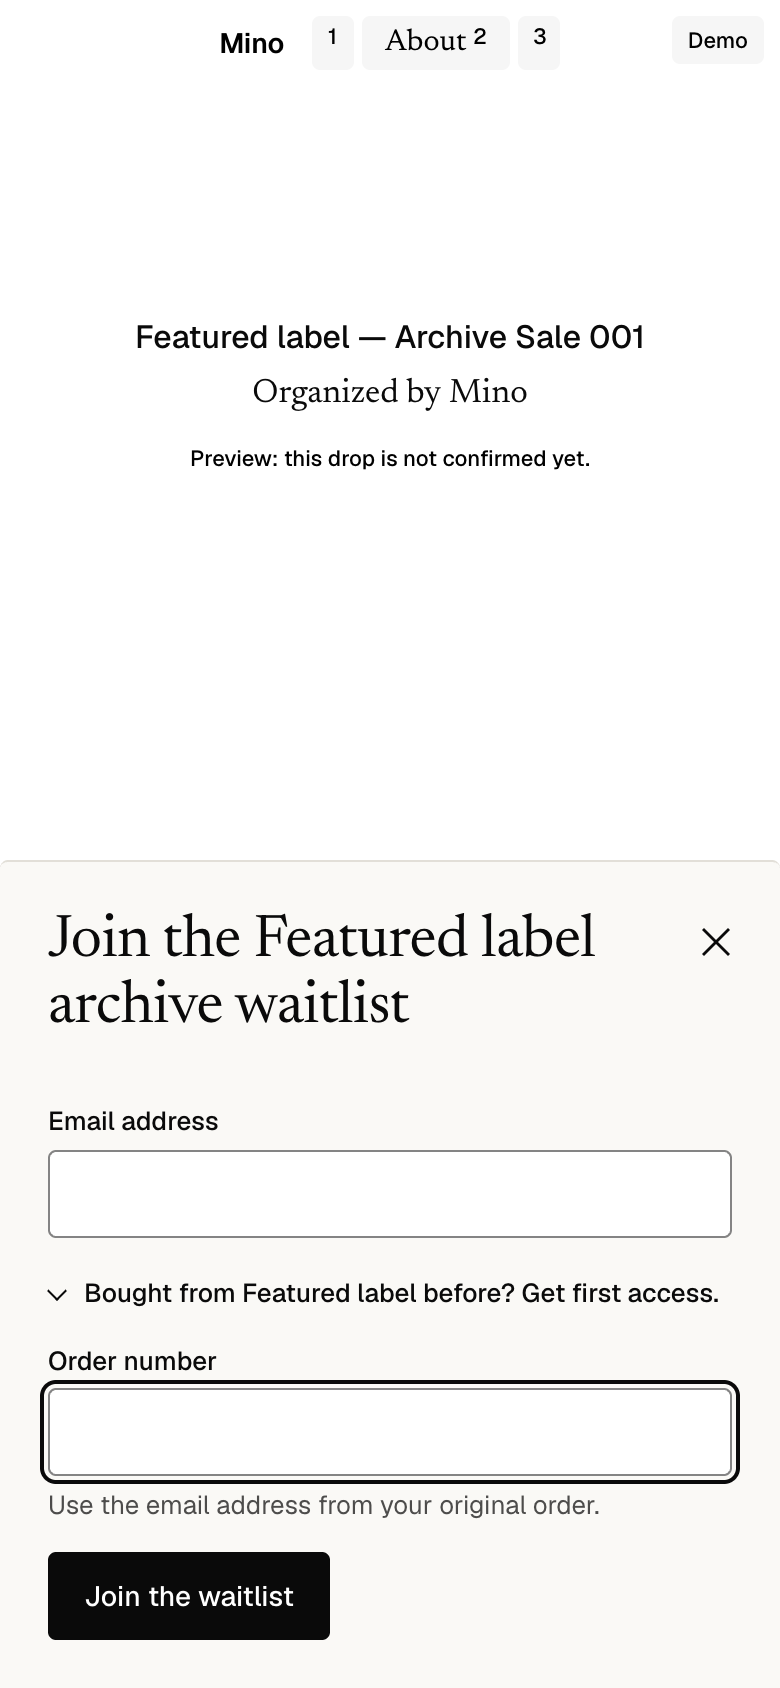 Mino 1 About 2 3 Demo
Featured label — Archive Sale 001
Organized by Mino
Preview: this drop is not confirmed yet.
Join the Featured label
archive waitlist
Email address
Bought from Featured label before? Get first access.
Order number
Use the email address from your original order.
Join the waitlist